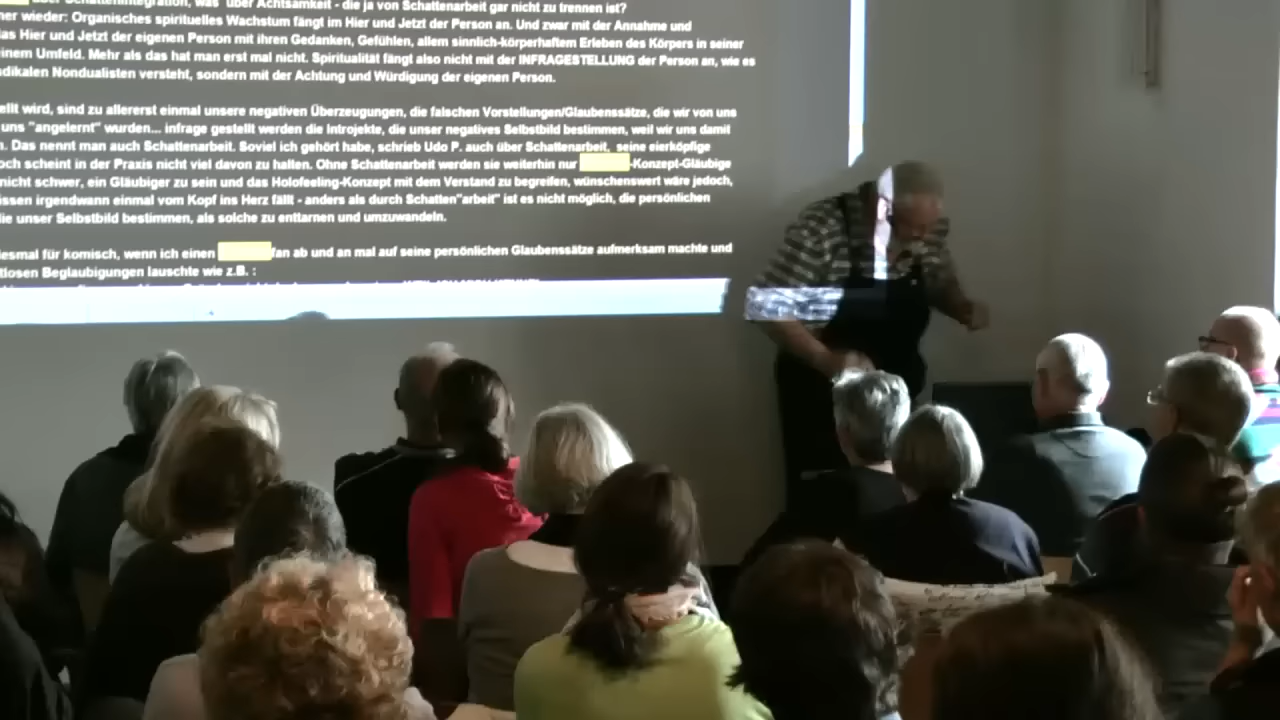 über Schattenintegration, was über Achtsamkeit - die ja von Schattenarbeit gar nicht zu trennen ist?
ner wieder: Organisches spirituelles Wachstum fängt im Hier und Jetzt der Person an. Und zwar mit der Annahme und
as Hier und Jetzt der eigenen Person mit ihren Gedanken, Gefühlen, allem sinnlich-körperhaftem Erleben des Körpers in seiner
inem Umfeld. Mehr als das hat man erst mal nicht. Spiritualität fängt also nicht mit der INFRAGESTELLUNG der Person an, wie es
dikalen Nondualisten versteht, sondern mit der Achtung und Würdigung der eigenen Person.
ellt wird, sind zu allererst einmal unsere negativen Überzeugungen, die falschen Vorstellungen/Glaubenssätze, die wir von uns
uns "angelernt" wurden... infrage gestellt werden die Introjekte, die unser negatives Selbstbild bestimmen, weil wir uns damit
n. Das nennt man auch Schattenarbeit. Soviel ich gehört habe, schrieb Udo P. auch über Schattenarbeit, seine eierköpfige
och scheint in der Praxis nicht viel davon zu hallen. Ohne Schattenarbeit werden sie weiterhin nur -Konzept-Gläubige
nicht schwer, ein Gläubiger zu sein und das Holofeeling-Konzept mit dem Verstand zu begreifen, wünschenswert wäre jedoch,
issen irgendwann einmal vom Kopf ins Herz fällt - anders als durch Schatten"arbeit" ist es nicht möglich, die persönlichen
ie unser Selbstbild bestimmen, als solche zu enttarnen und umzuwandeln.
iesmal für komisch, wenn ich einen fan ab und an mal auf seine persönlichen Glaubenssätze aufmerksam machte und
tlosen Beglaubigungen lauschte wie z.B. :